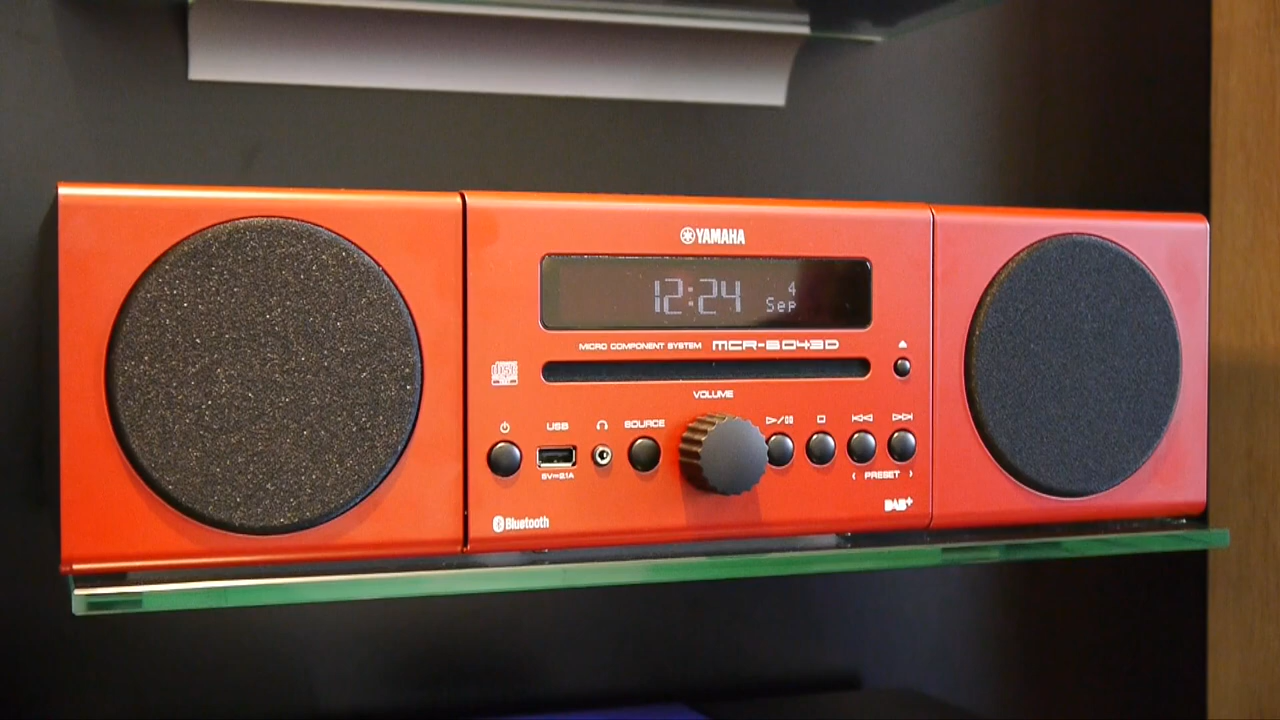 YAMAHA
12:24
4
Sep
MICRO COMPONENT SYSTEM MCR-B043D
VOLUME
USB
SOURCE
5V⎓2.1A
PRESET
Bluetooth
DAB+